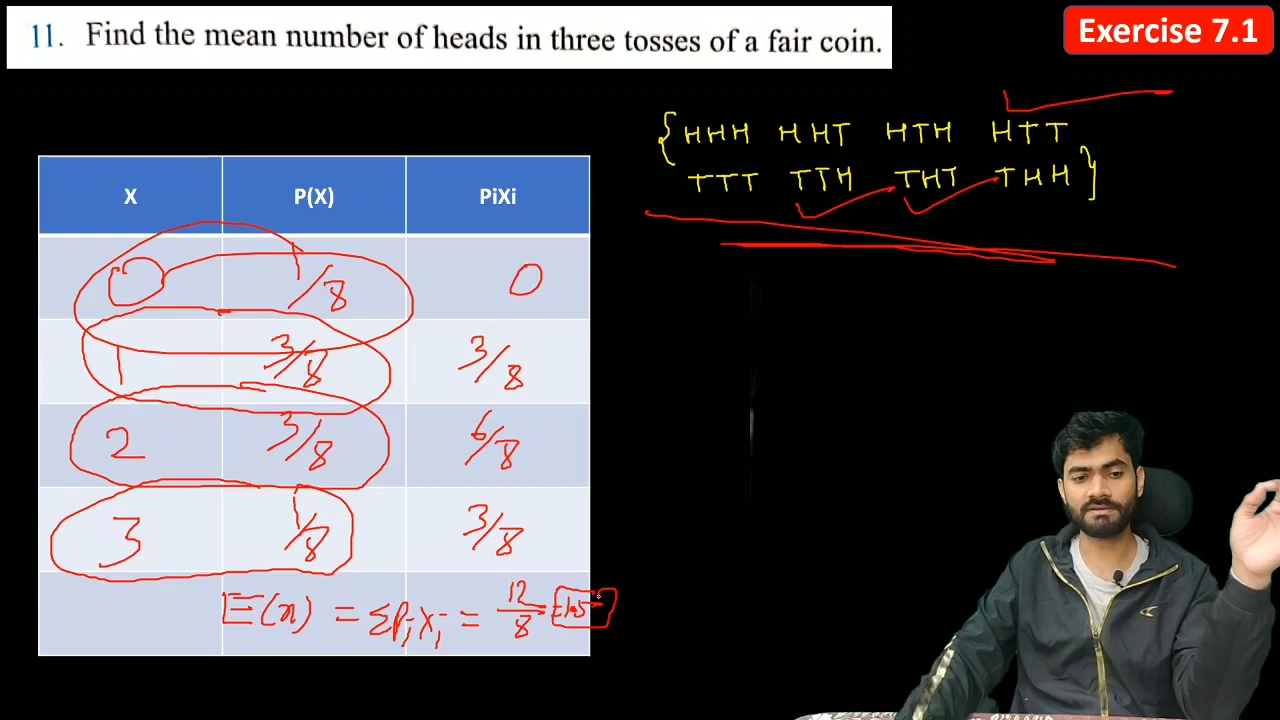 11. Find the mean number of heads in three tosses of a fair coin.
Exercise 7.1
{HHH HHT HTH HTT
TTT TTH THT THH}
X P(X) PiXi
0 1/8 0
1 3/8 3/8
2 3/8 6/8
3 1/8 3/8
E(x) = ΣPiXi = 12/8 = 1.5